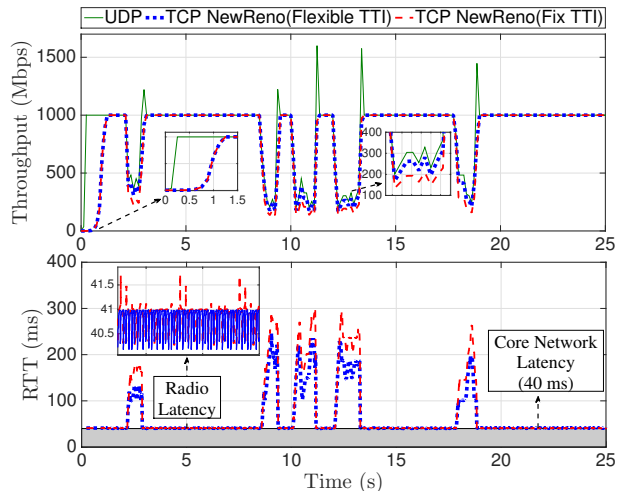 UDP TCP NewReno(Flexible TTI) TCP NewReno(Fix TTI)
Throughput (Mbps)
1500
1000
500
0
0 0.5 1 1.5
400
300
200
100
0 5 10 15 20 25
RTT (ms)
400
300
200
100
0
41.5
41
40.5
Radio
Latency
Core Network
Latency
(40 ms)
0 5 10 15 20 25
Time (s)